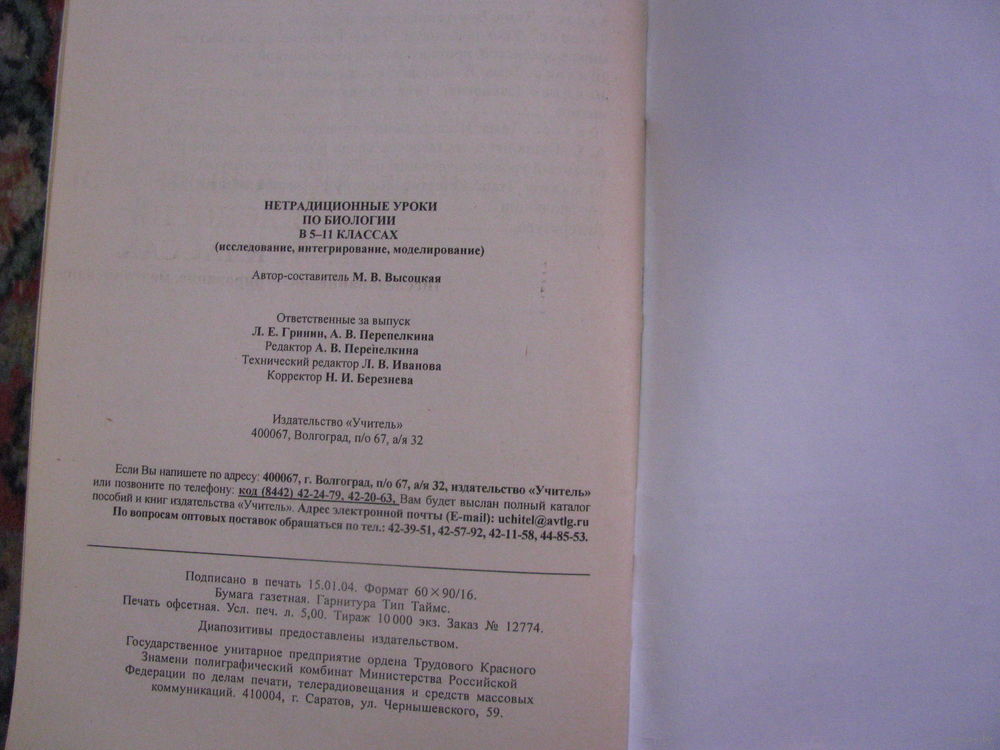 НЕТРАДИЦИОННЫЕ УРОКИ
ПО БИОЛОГИИ
В 5–11 КЛАССАХ
(исследование, интегрирование, моделирование)
Автор-составитель М. В. Высоцкая
Ответственные за выпуск
Л. Е. Гринин, А. В. Перепелкина
Редактор А. В. Перепелкина
Технический редактор Л. В. Иванова
Корректор Н. И. Березнева
Издательство «Учитель»
400067, Волгоград, п/о 67, а/я 32
Если Вы напишете по адресу: 400067, г. Волгоград, п/о 67, а/я 32, издательство «Учитель»
или позвоните по телефону: код (8442) 42-24-79, 42-20-63, Вам будет выслан полный каталог
пособий и книг издательства «Учитель». Адрес электронной почты (E-mail): uchitel@avtlg.ru
По вопросам оптовых поставок обращаться по тел.: 42-39-51, 42-57-92, 42-11-58, 44-85-53.
Подписано в печать 15.01.04. Формат 60×90/16.
Бумага газетная. Гарнитура Тип Таймс.
Печать офсетная. Усл. печ. л. 5,00. Тираж 10 000 экз. Заказ № 12774.
Диапозитивы предоставлены издательством.
Государственное унитарное предприятие ордена Трудового Красного
Знамени полиграфический комбинат Министерства Российской
Федерации по делам печати, телерадиовещания и средств массовых
коммуникаций. 410004, г. Саратов, ул. Чернышевского, 59.